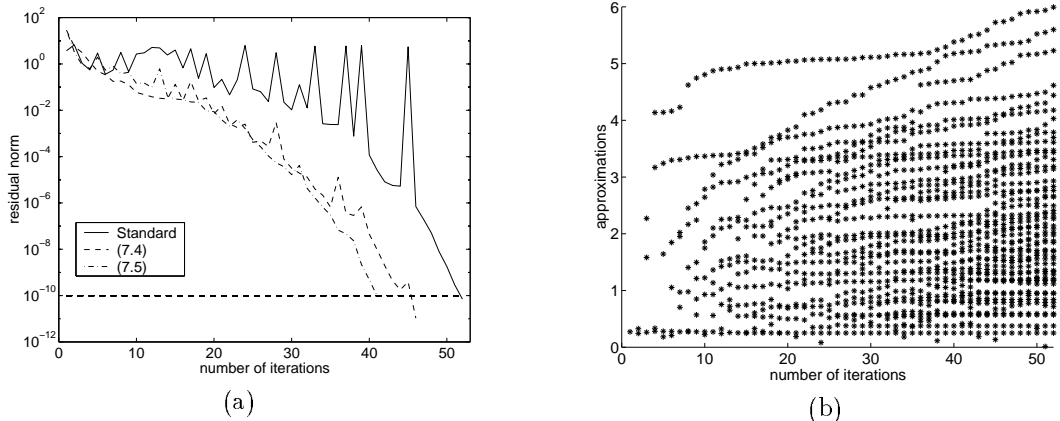 10^2
10^0
10^-2
10^-4
10^-6
10^-8
10^-10
10^-12
residual norm
Standard
(7.4)
(7.5)
0 10 20 30 40 50
number of iterations
(a)
6
5
4
3
2
1
0
approximations
0 10 20 30 40 50
number of iterations
(b)